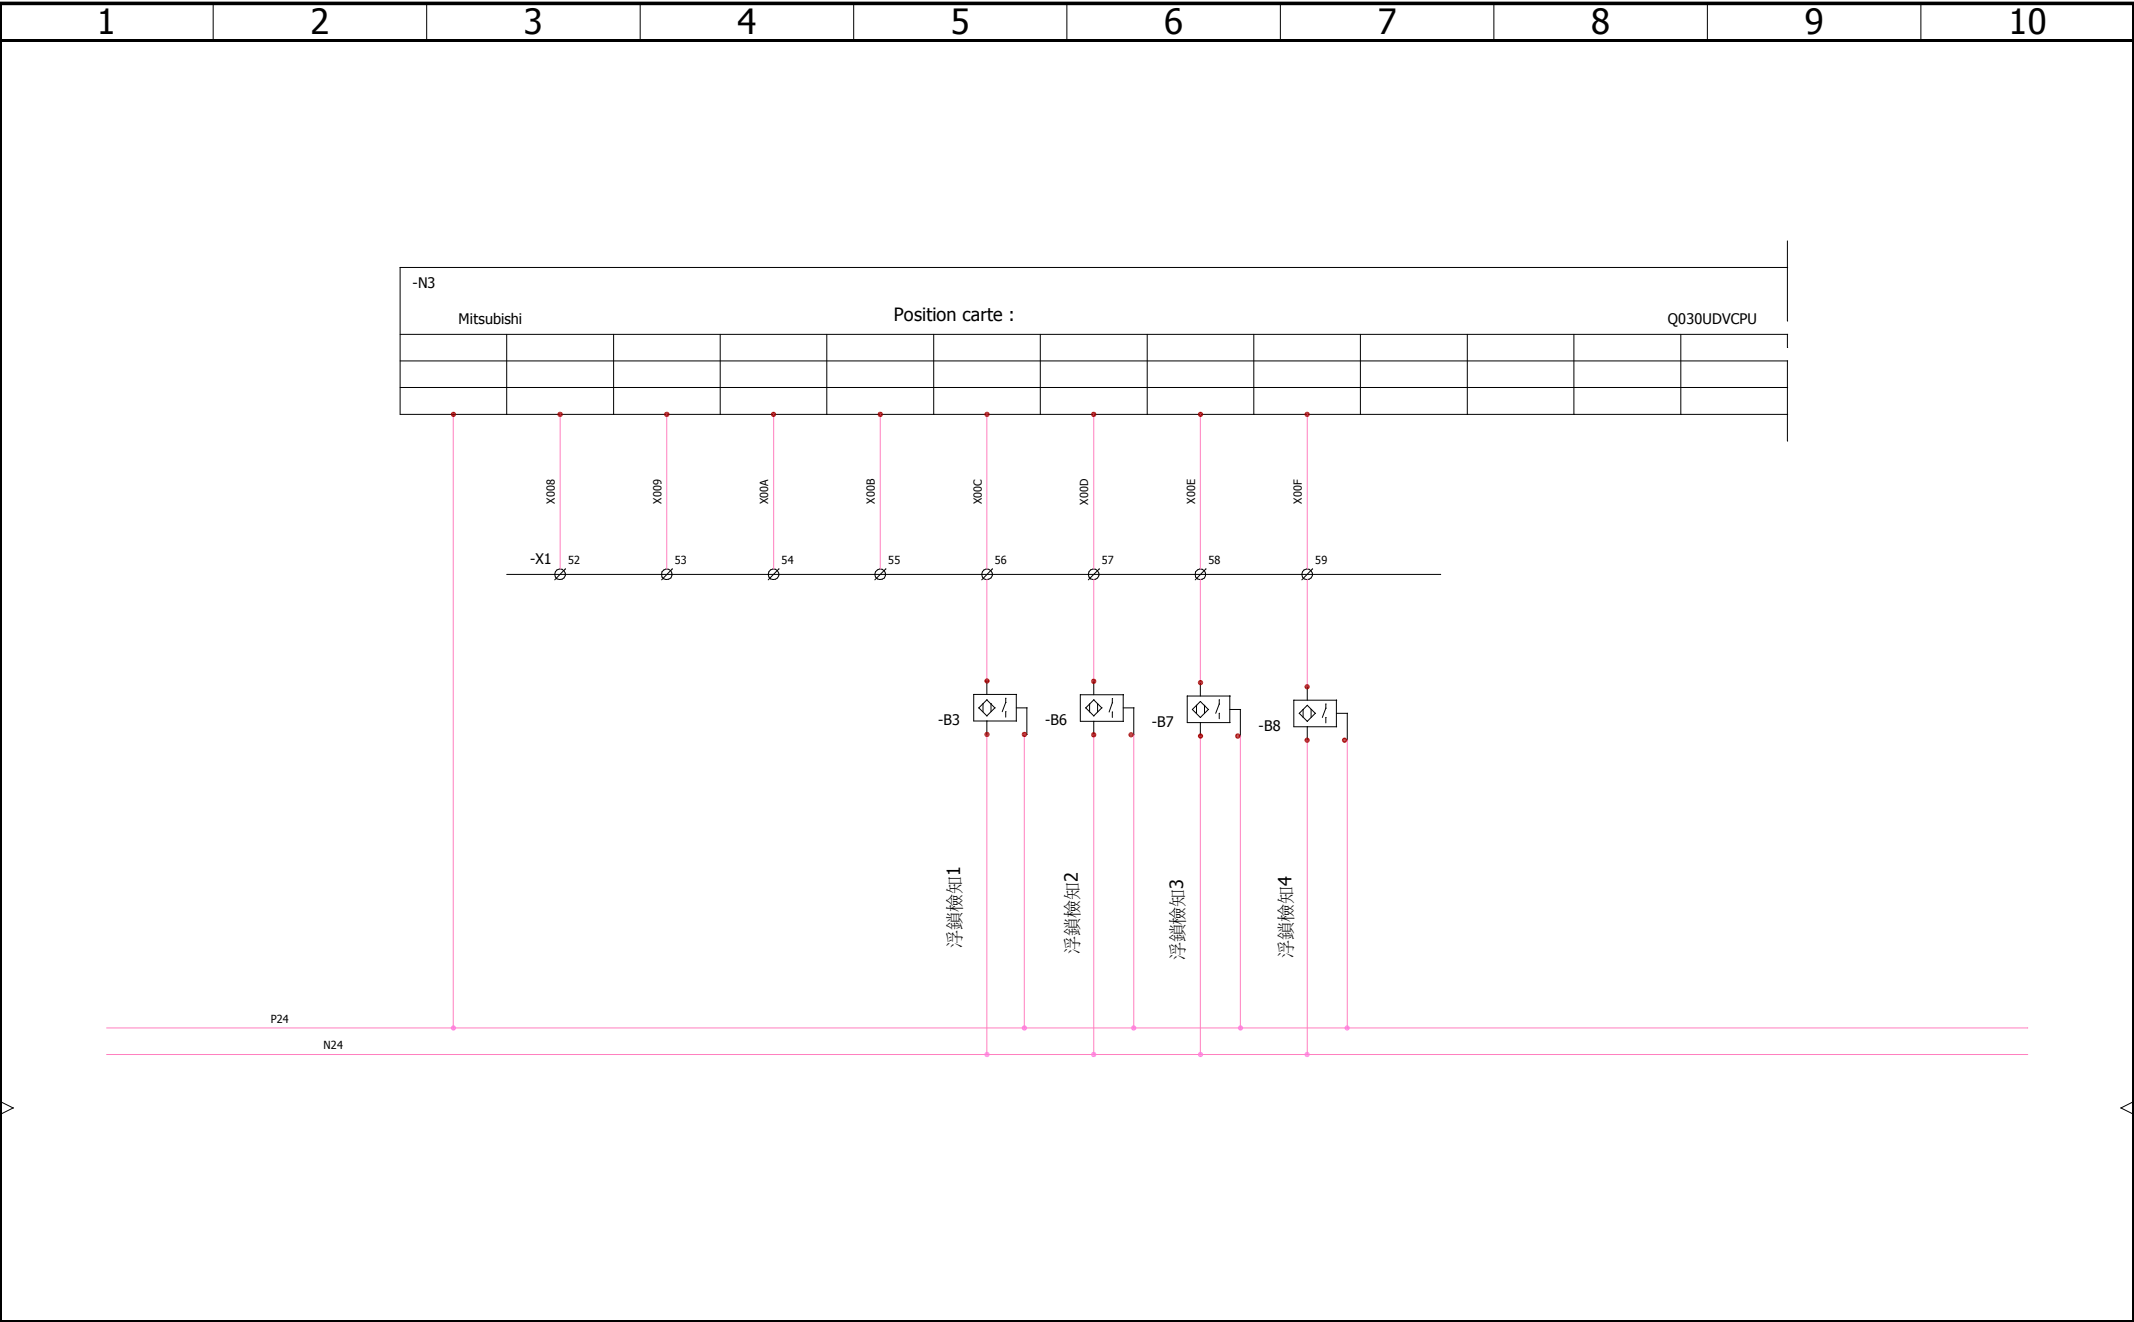 1 2 3 4 5 6 7 8 9 10
-N3
Mitsubishi Position carte : Q030UDVCPU
X008 X009 X00A X00B X00C X00D X00E X00F
-X1 52 53 54 55 56 57 58 59
-B3 -B6 -B7 -B8
浮鎖檢知1
浮鎖檢知2
浮鎖檢知3
浮鎖檢知4
P24
N24